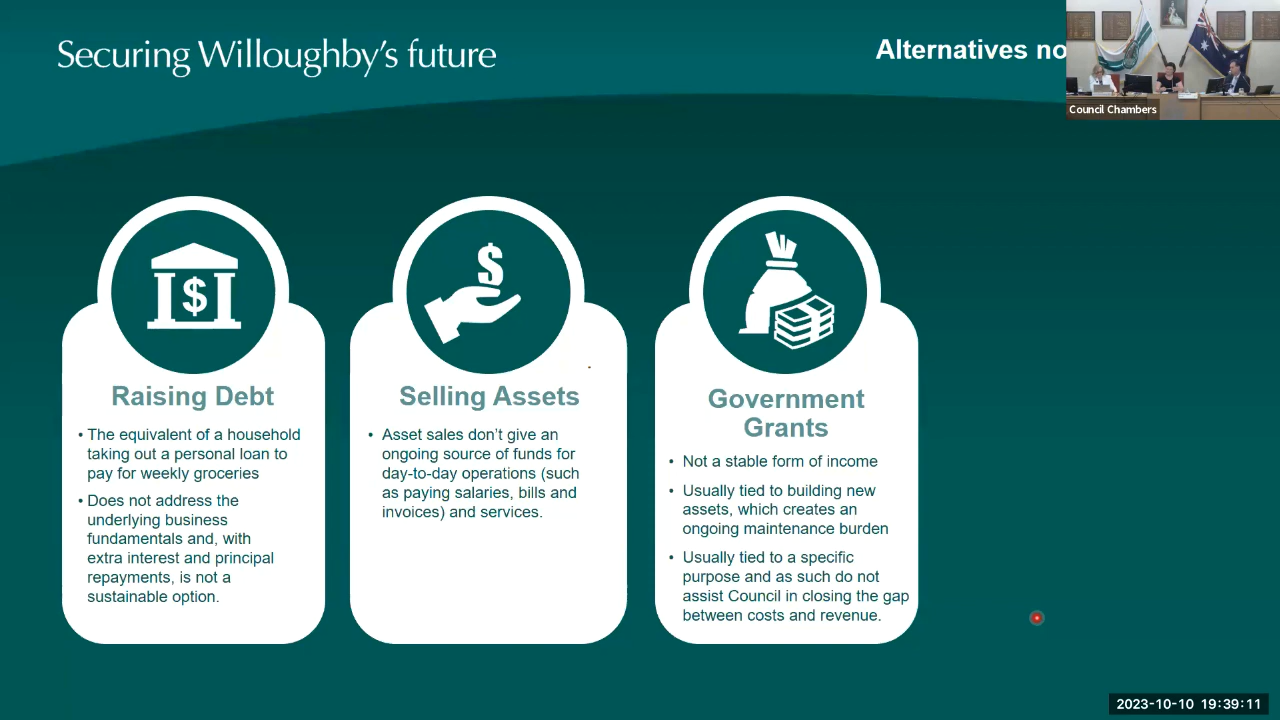 Securing Willoughby's future
Alternatives no
Council Chambers
$
$
Raising Debt
• The equivalent of a household
taking out a personal loan to
pay for weekly groceries
• Does not address the
underlying business
fundamentals and, with
extra interest and principal
repayments, is not a
sustainable option.
Selling Assets
• Asset sales don't give an
ongoing source of funds for
day-to-day operations (such
as paying salaries, bills and
invoices) and services.
Government
Grants
• Not a stable form of income
• Usually tied to building new
assets, which creates an
ongoing maintenance burden
• Usually tied to a specific
purpose and as such do not
assist Council in closing the gap
between costs and revenue.
2023-10-10 19:39:11